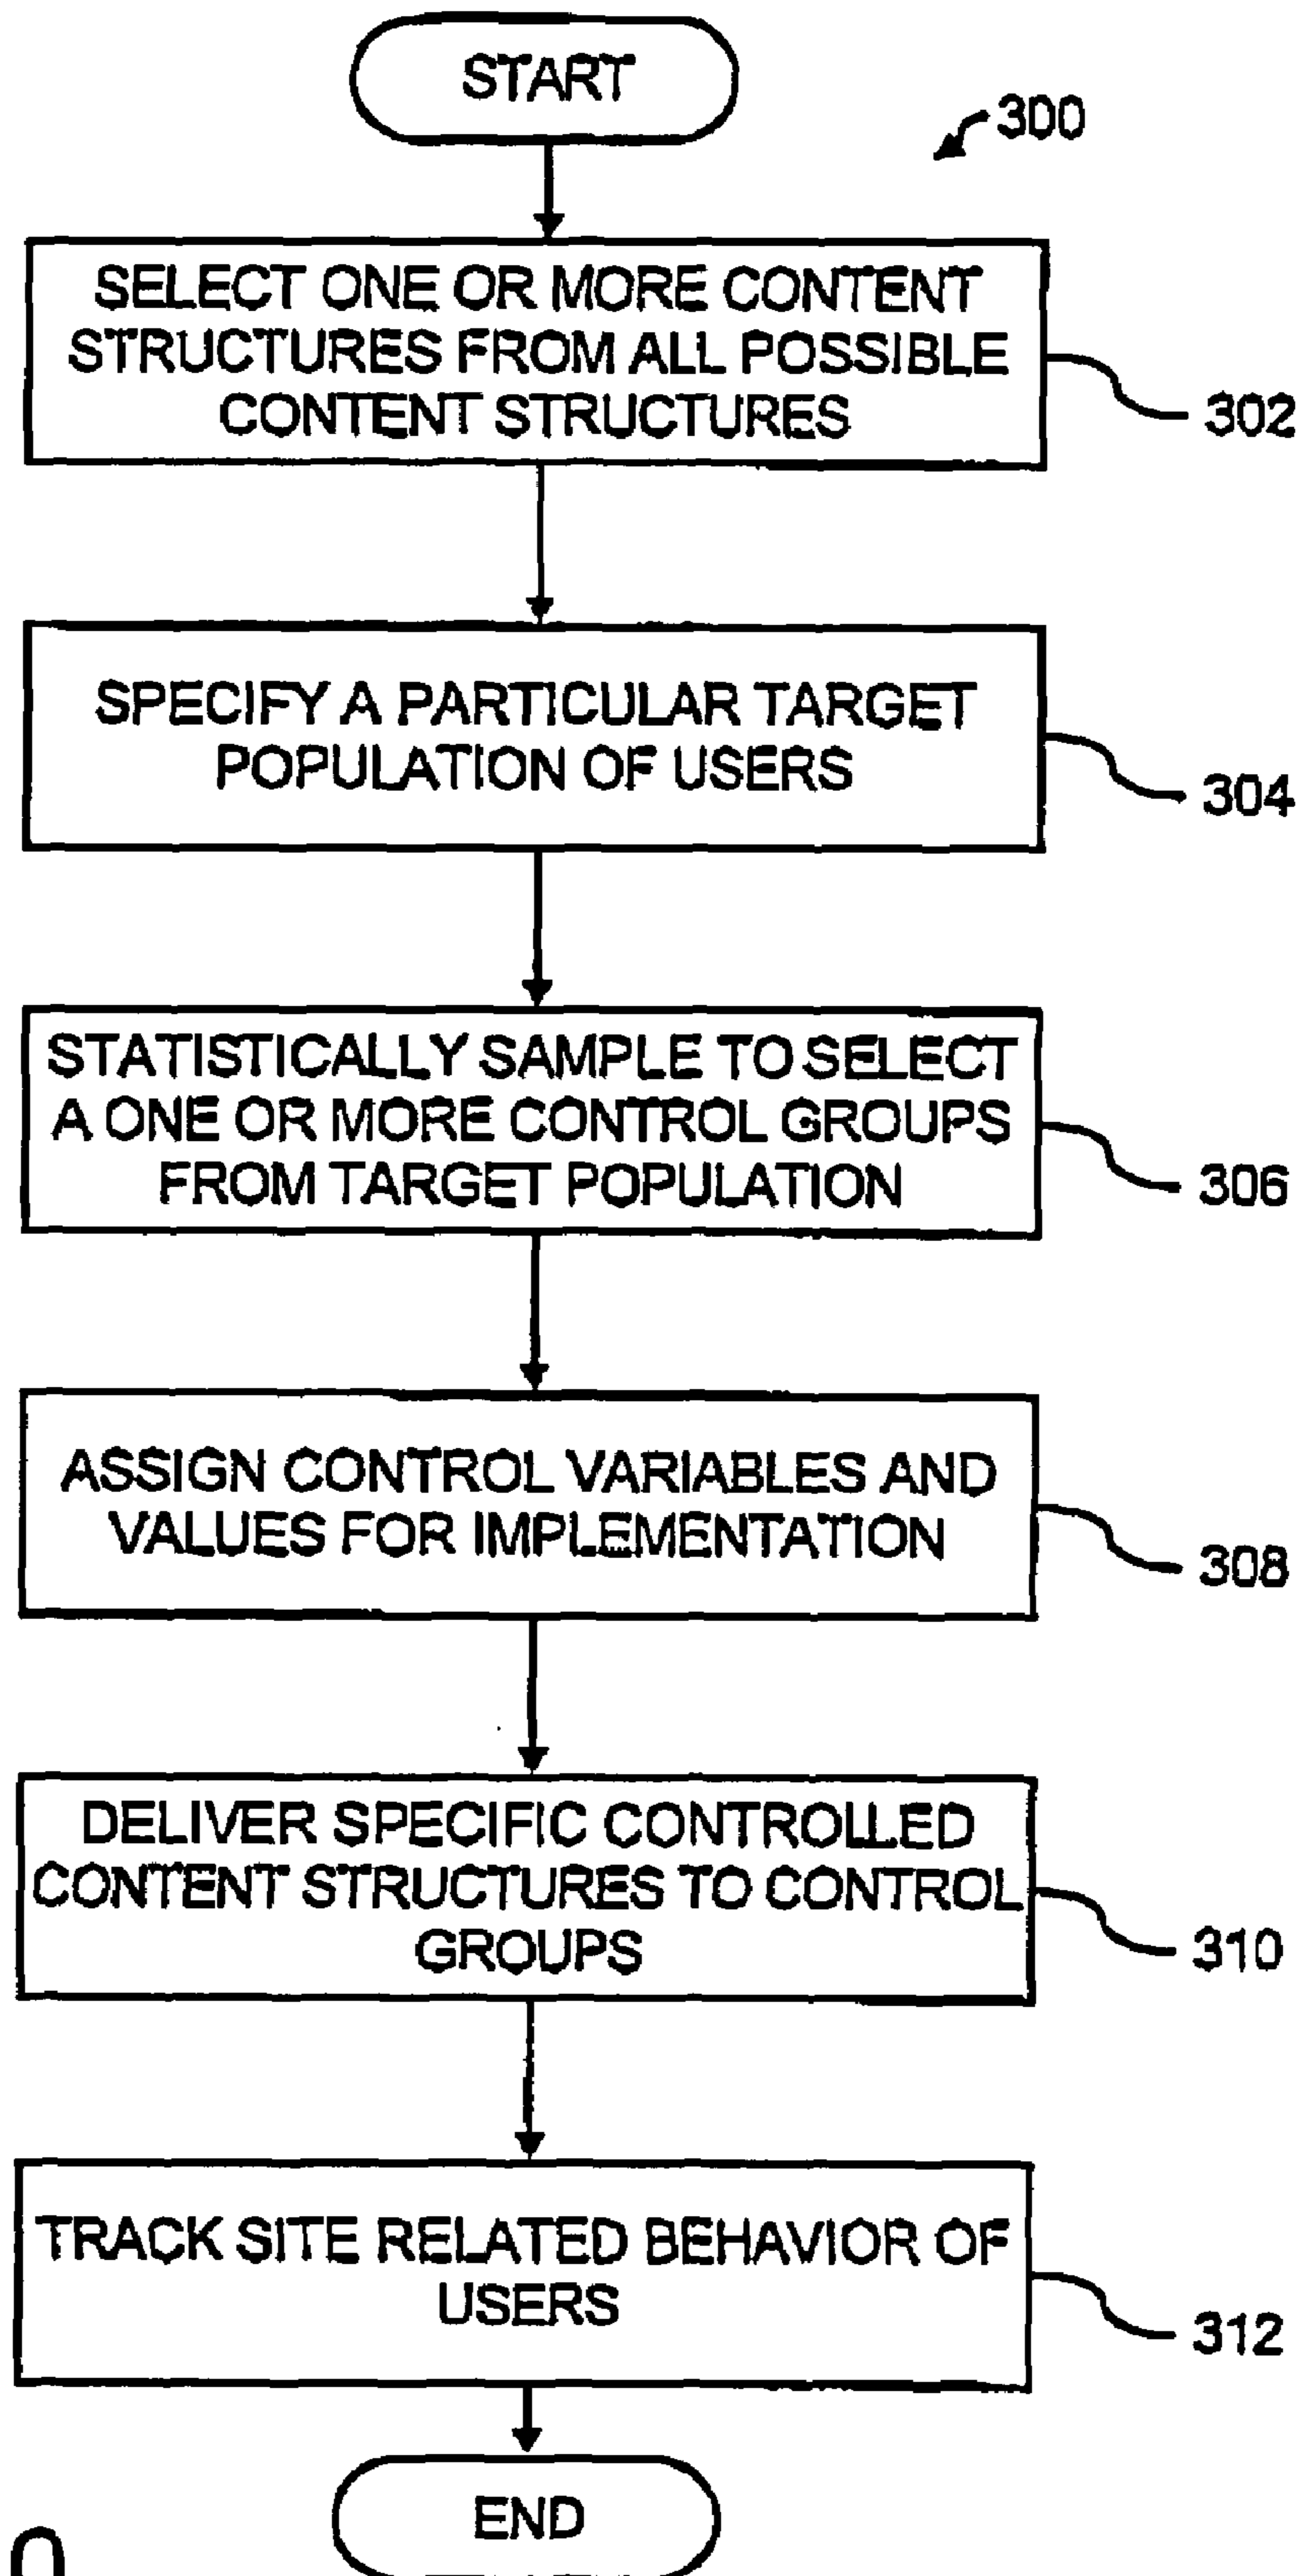 START
300
SELECT ONE OR MORE CONTENT
STRUCTURES FROM ALL POSSIBLE
CONTENT STRUCTURES
302
SPECIFY A PARTICULAR TARGET
POPULATION OF USERS
304
STATISTICALLY SAMPLE TO SELECT
A ONE OR MORE CONTROL GROUPS
FROM TARGET POPULATION
306
ASSIGN CONTROL VARIABLES AND
VALUES FOR IMPLEMENTATION
308
DELIVER SPECIFIC CONTROLLED
CONTENT STRUCTURES TO CONTROL
GROUPS
310
TRACK SITE RELATED BEHAVIOR OF
USERS
312
END